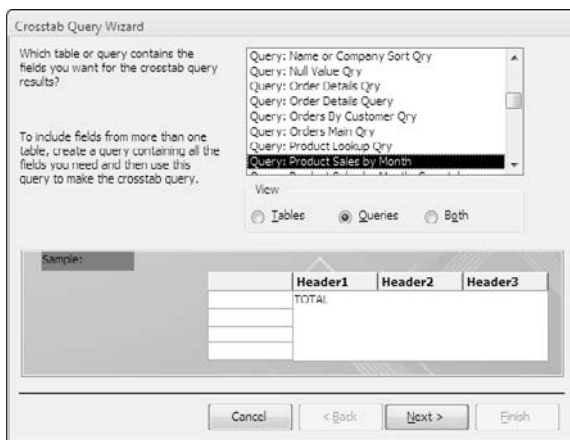 Crosstab Query Wizard
Which table or query contains the
fields you want for the crosstab query
results?
To include fields from more than one
table, create a query containing all the
fields you need and then use this
query to make the crosstab query.
Query: Name or Company Sort Qry
Query: Null Value Qry
Query: Order Details Qry
Query: Order Details Query
Query: Orders By Customer Qry
Query: Orders Main Qry
Query: Product Lookup Qry
Query: Product Sales by Month
View
Tables
Queries
Both
Sample:
Header1 Header2 Header3
TOTAL
Cancel < Back Next > Finish